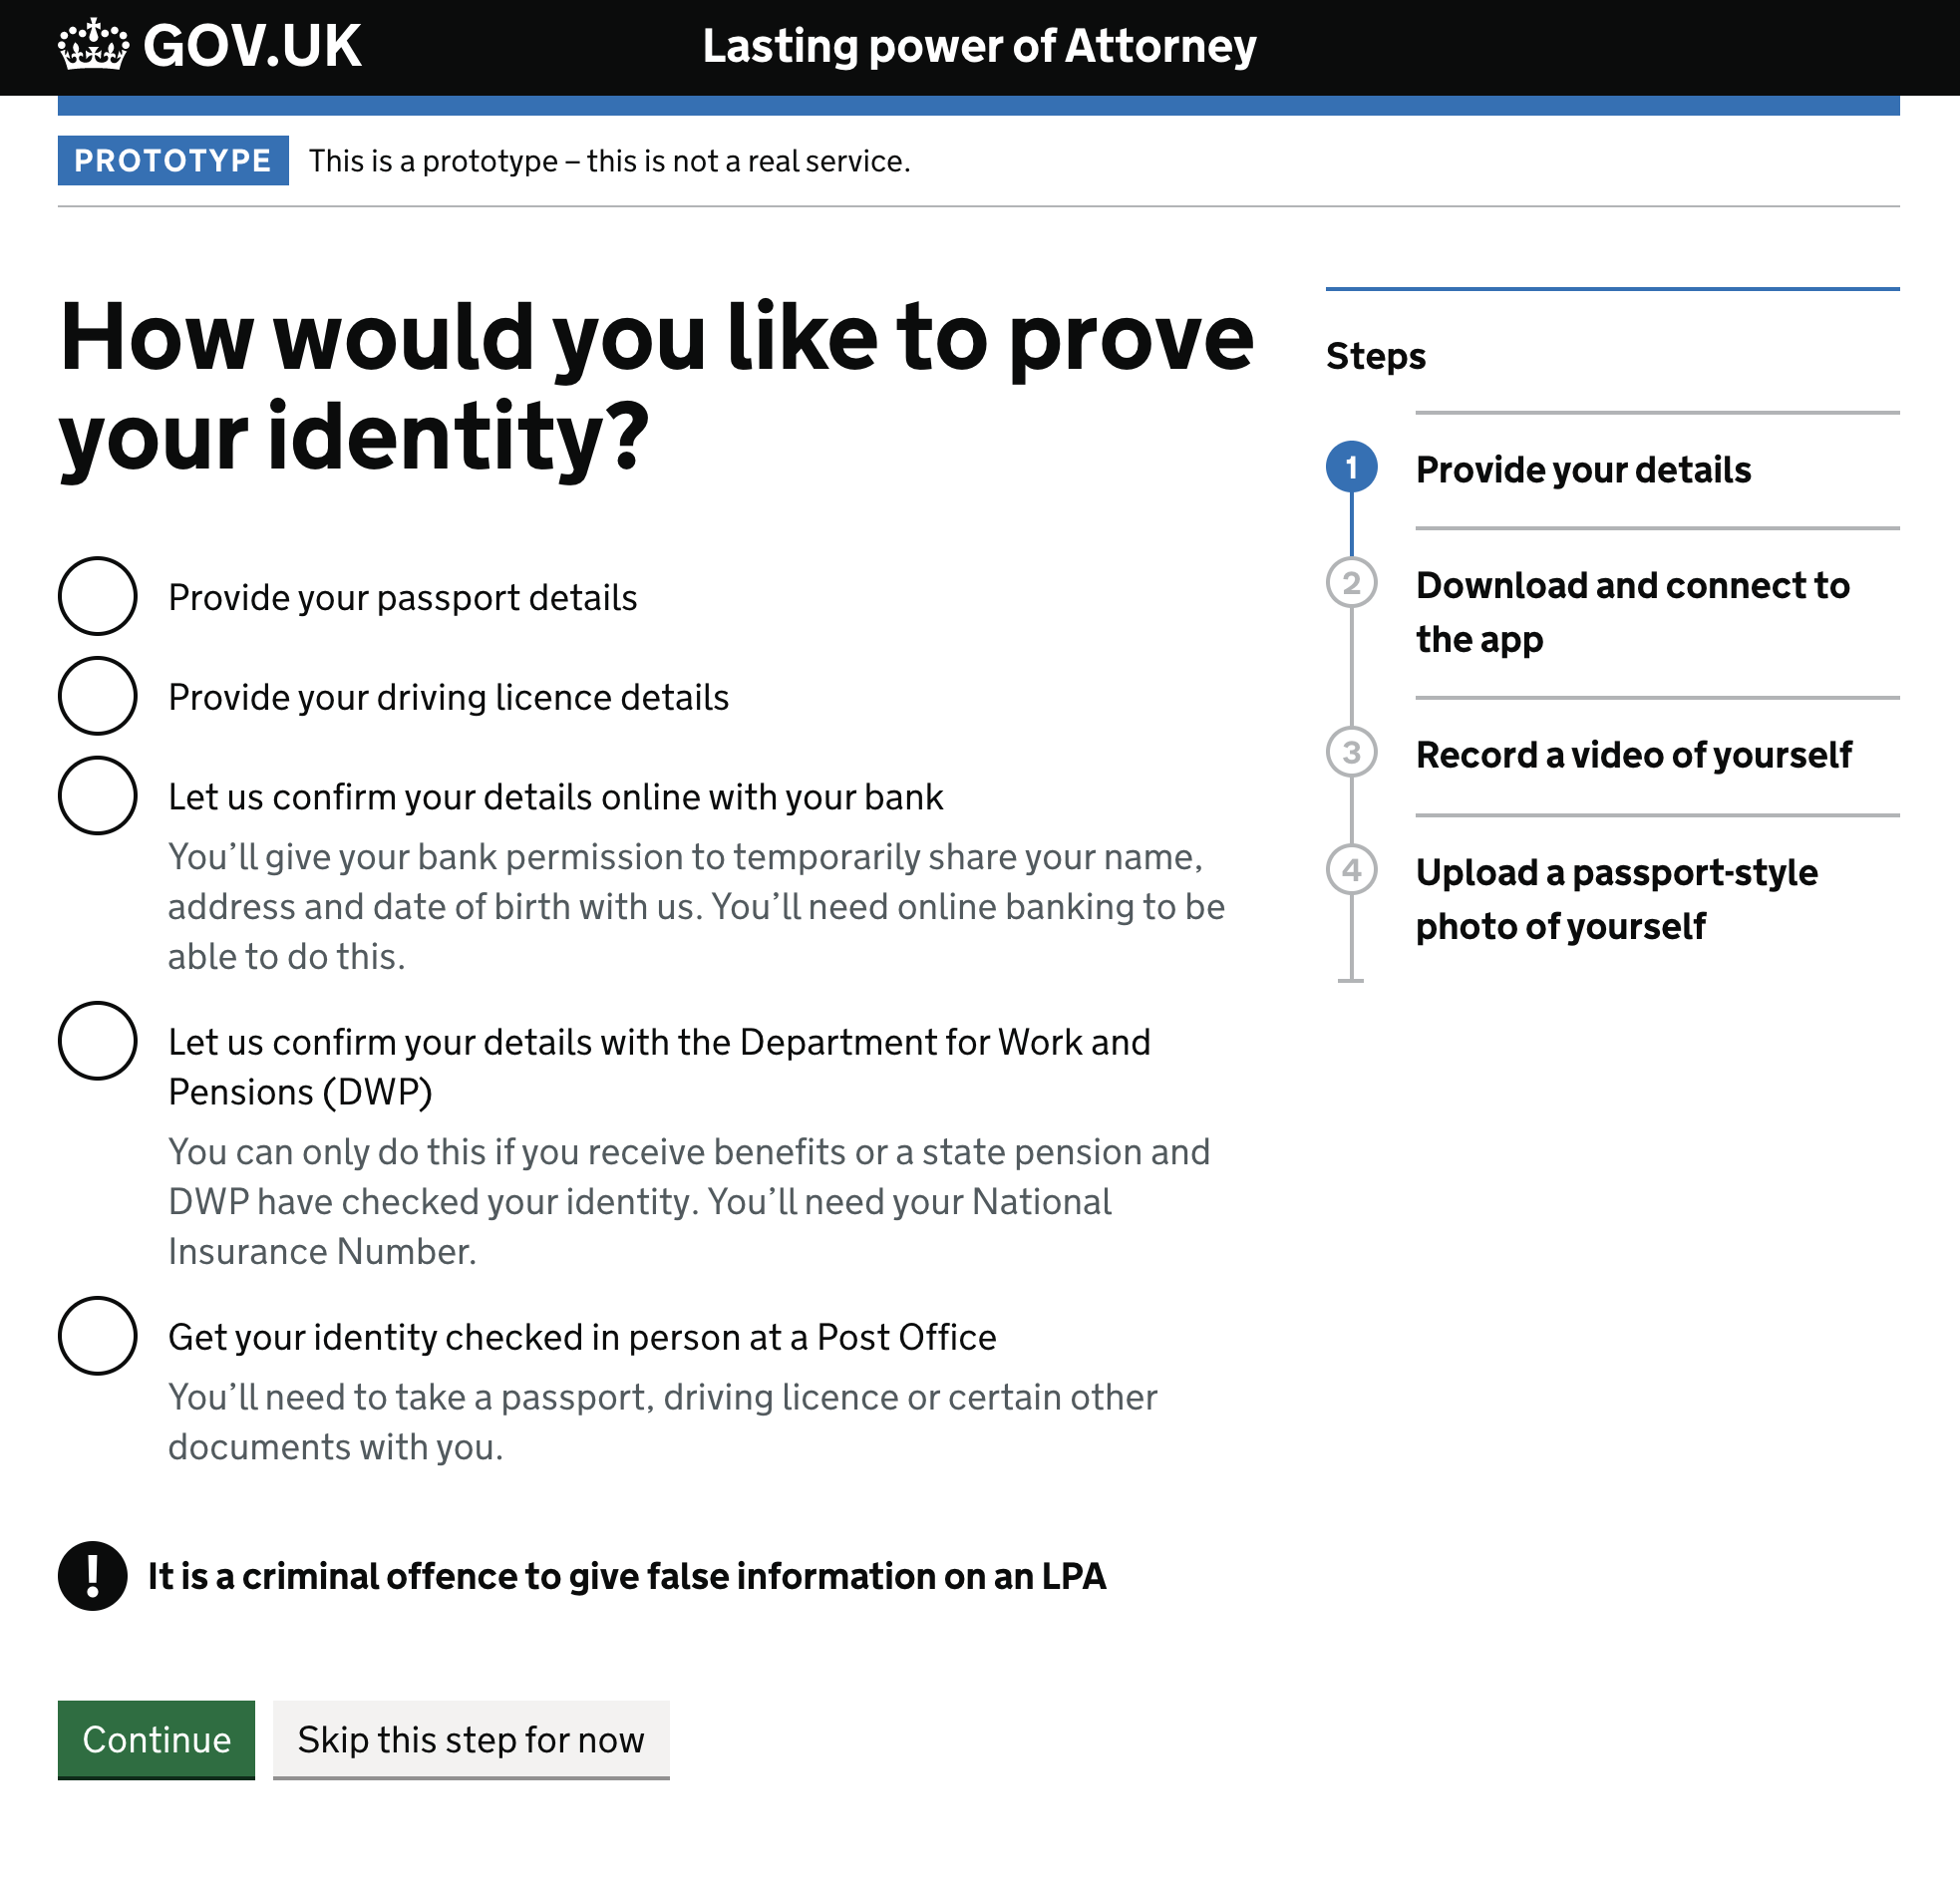 GOV.UK
Lasting power of Attorney
PROTOTYPE
This is a prototype – this is not a real service.
How would you like to prove
your identity?
Provide your passport details
Provide your driving licence details
Let us confirm your details online with your bank
You’ll give your bank permission to temporarily share your name,
address and date of birth with us. You’ll need online banking to be
able to do this.
Let us confirm your details with the Department for Work and
Pensions (DWP)
You can only do this if you receive benefits or a state pension and
DWP have checked your identity. You’ll need your National
Insurance Number.
Get your identity checked in person at a Post Office
You’ll need to take a passport, driving licence or certain other
documents with you.
! It is a criminal offence to give false information on an LPA
Continue
Skip this step for now
Steps
1 Provide your details
2 Download and connect to
the app
3 Record a video of yourself
4 Upload a passport-style
photo of yourself